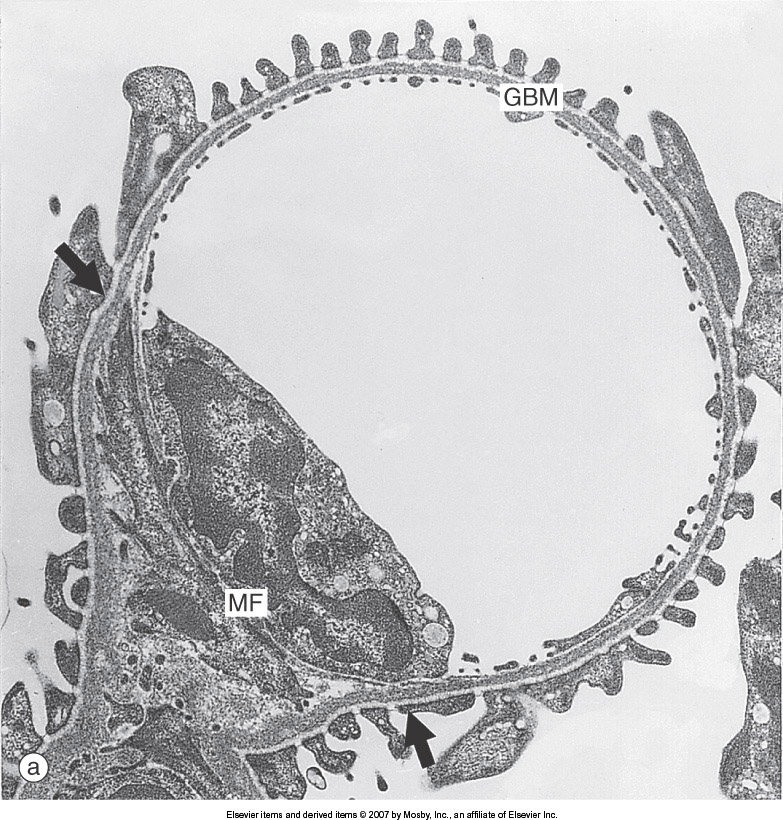 GBM
MF
a
Elsevier items and derived items © 2007 by Mosby, Inc., an affiliate of Elsevier Inc.